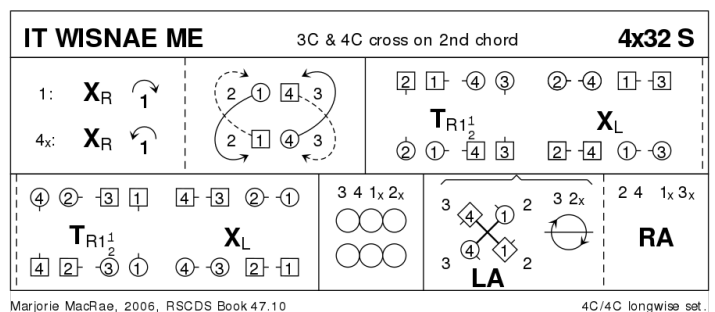 IT WISNAE ME 3C & 4C cross on 2nd chord 4x32 S
1: XR 1 2 1 4 3 2 1 4 3 2 4 1 3
4x: XR 1 2 1 4 3 TR1½ XL
2 1 4 3 2 4 1 3
4 2 3 1 4 3 2 1 3 4 1x 2x 3 4 1 2 3 2x 2 4 1x 3x
TR1½ XL RA
4 2 3 1 4 3 2 1 3 4 1 2
LA
Marjorie MacRae, 2006, RSCDS Book 47.10 4C/4C longwise set.